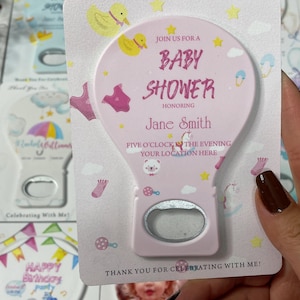 JOIN US FOR A
BABY
SHOWER
HONORING
Jane Smith
FIVE O'CLOCK IN THE EVENING
YOUR LOCATION HERE
THANK YOU FOR CELEBRATING WITH ME!
Celebrating With Me!
HAPPY
party